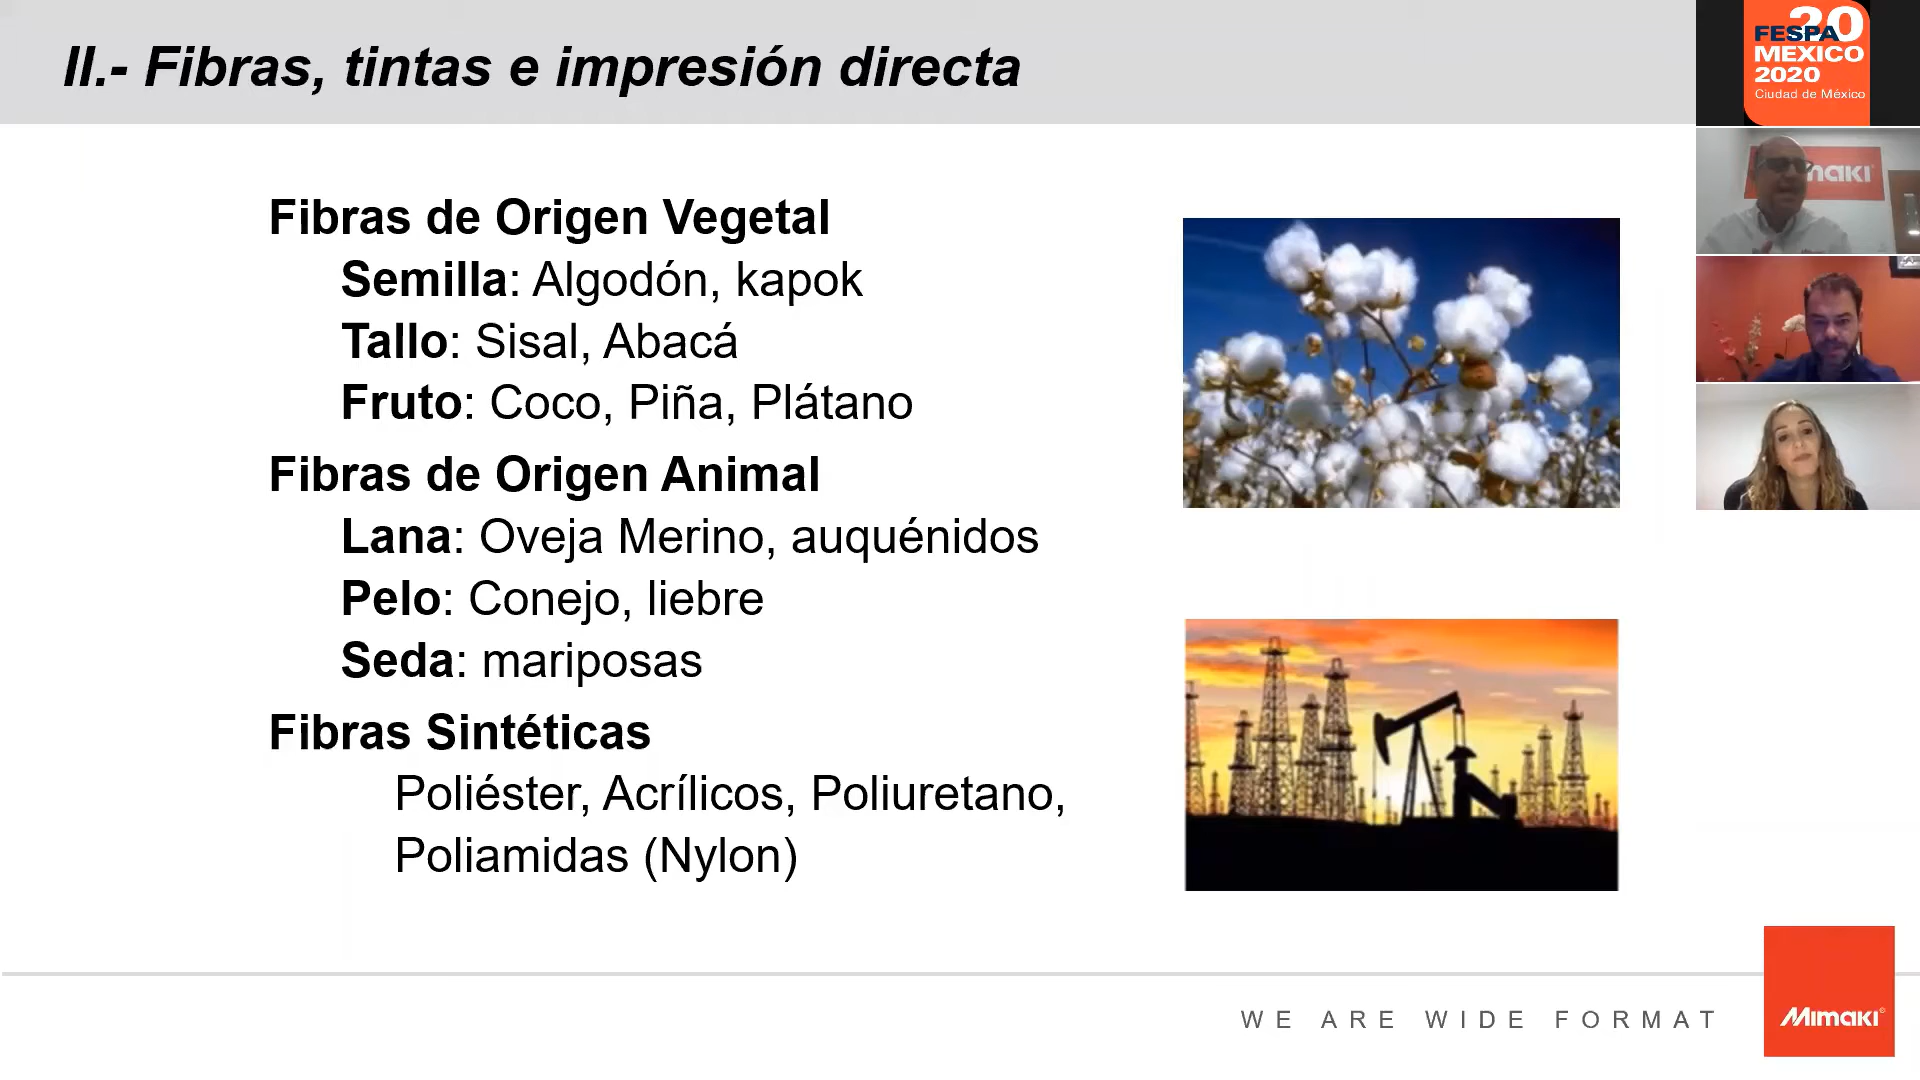 II.- Fibras, tintas e impresión directa
Fibras de Origen Vegetal
Semilla: Algodón, kapok
Tallo: Sisal, Abacá
Fruto: Coco, Piña, Plátano
Fibras de Origen Animal
Lana: Oveja Merino, auquénidos
Pelo: Conejo, liebre
Seda: mariposas
Fibras Sintéticas
Poliéster, Acrílicos, Poliuretano,
Poliamidas (Nylon)
20
FESPA
MEXICO
2020
Ciudad de México
naki
WE ARE WIDE FORMAT
Mimaki